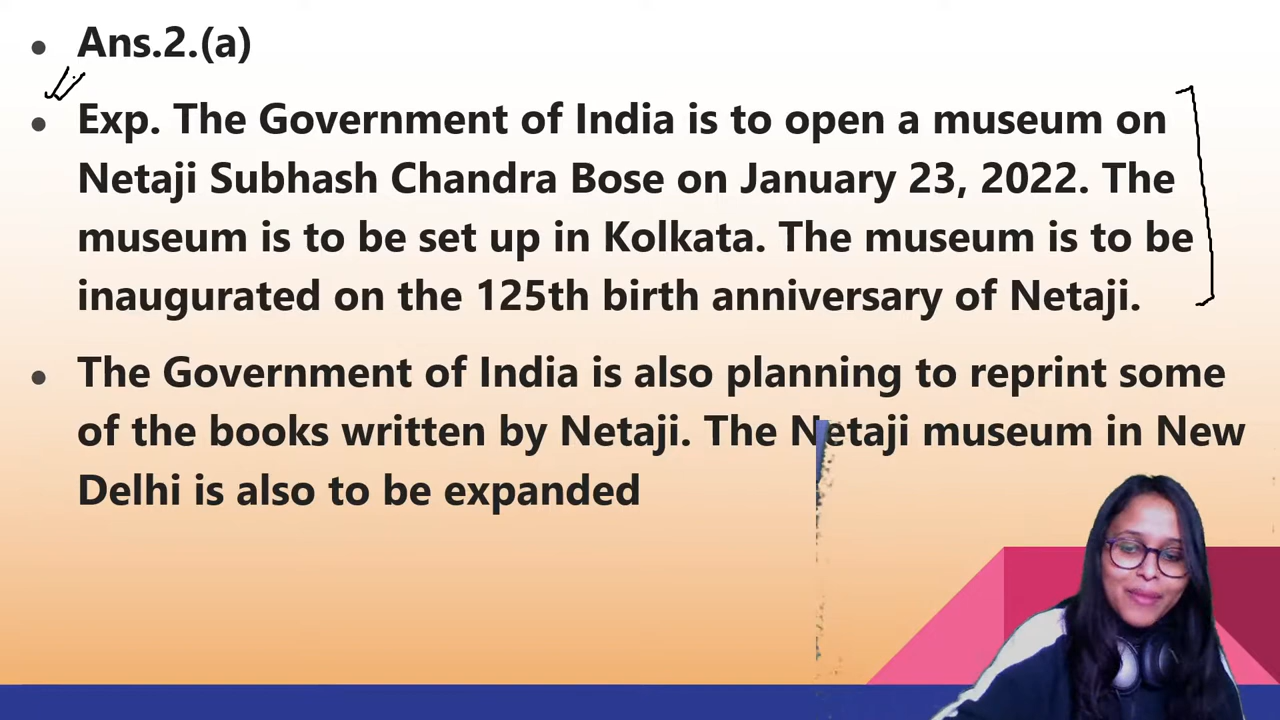 Ans.2.(a)
Exp. The Government of India is to open a museum on
Netaji Subhash Chandra Bose on January 23, 2022. The
museum is to be set up in Kolkata. The museum is to be
inaugurated on the 125th birth anniversary of Netaji.
The Government of India is also planning to reprint some
of the books written by Netaji. The Netaji museum in New
Delhi is also to be expanded